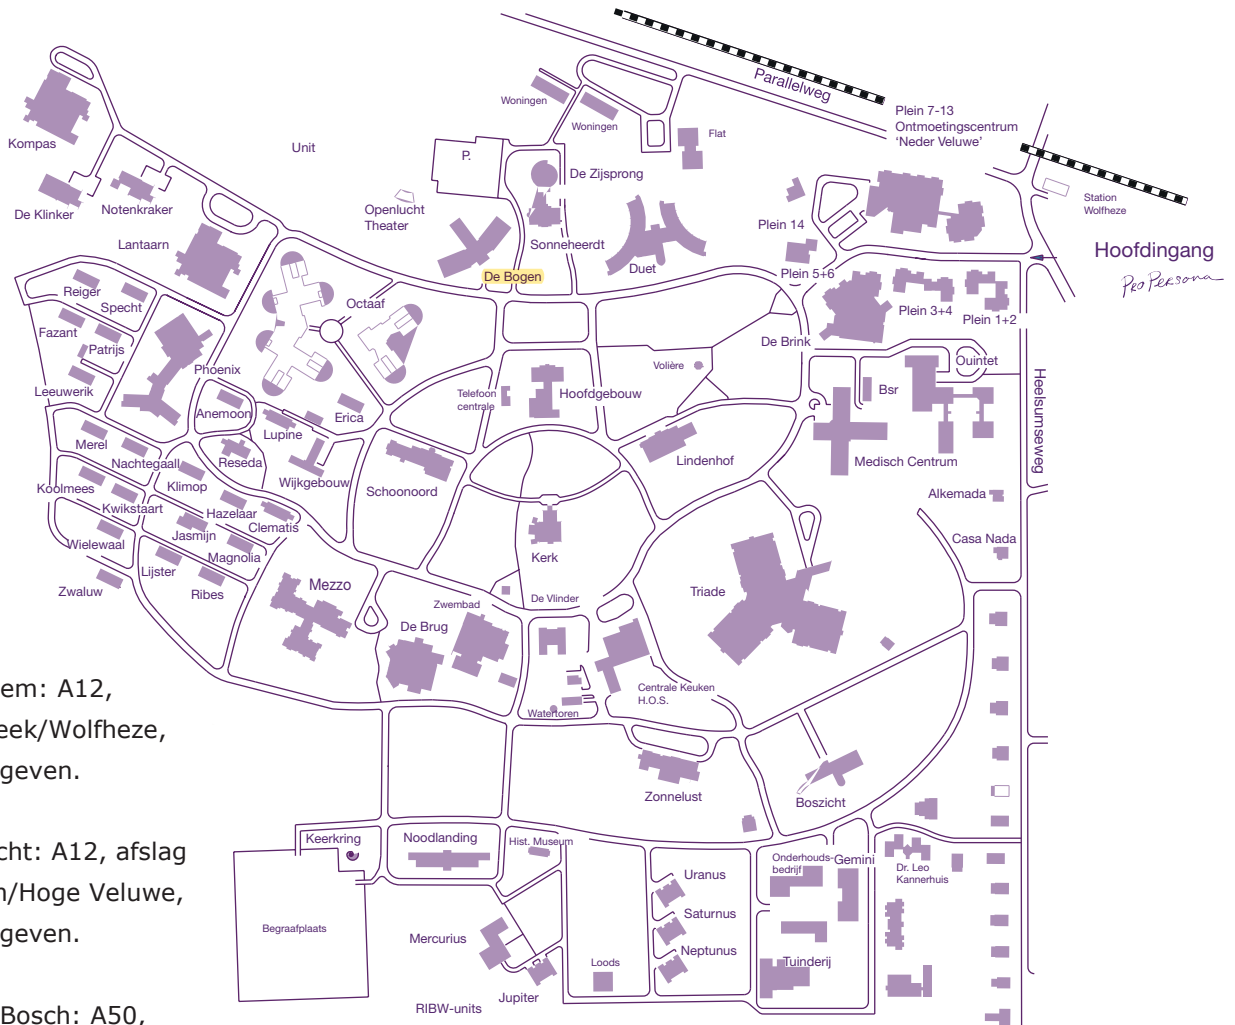 Parallelweg
Plein 7-13
Ontmoetingscentrum
‘Neder Veluwe’
Woningen
Woningen
Flat
Kompas
Unit
P.
De Zijsprong
Station
Wolfheze
De Klinker
Notenkraker
Openlucht
Theater
Plein 14
Lantaarn
Sonneheerdt
Duet
Hoofdingang
Pro Persona
De Bogen
Plein 5+6
Reiger
Specht
Octaaf
Plein 3+4
Plein 1+2
Fazant
Patrijs
De Brink
Phoenix
Volière
Quintet
Leeuwerik
Telefoon
centrale
Hoofdgebouw
Bsr
Anemoon
Erica
Heelsumseweg
Lupine
Merel
Nachtegaall
Reseda
Lindenhof
Medisch Centrum
Klimop
Wijkgebouw
Schoonoord
Koolmees
Kwikstaart
Hazelaar
Clematis
Alkemada
Jasmijn
Wielewaal
Magnolia
Kerk
Casa Nada
Lijster
Zwaluw
Ribes
Mezzo
Triade
De Vlinder
Zwembad
De Brug
em: A12,
Centrale Keuken
H.O.S.
Watertoren
eek/Wolfheze,
geven.
Zonnelust
Boszicht
Keerkring
Noodlanding
Hist. Museum
cht: A12, afslag
Onderhouds-
bedrijf
Gemini
Dr. Leo
Kannerhuis
Uranus
n/Hoge Veluwe,
Saturnus
Begraafplaats
geven.
Mercurius
Neptunus
Loods
Tuinderij
Jupiter
RIBW-units
Bosch: A50,